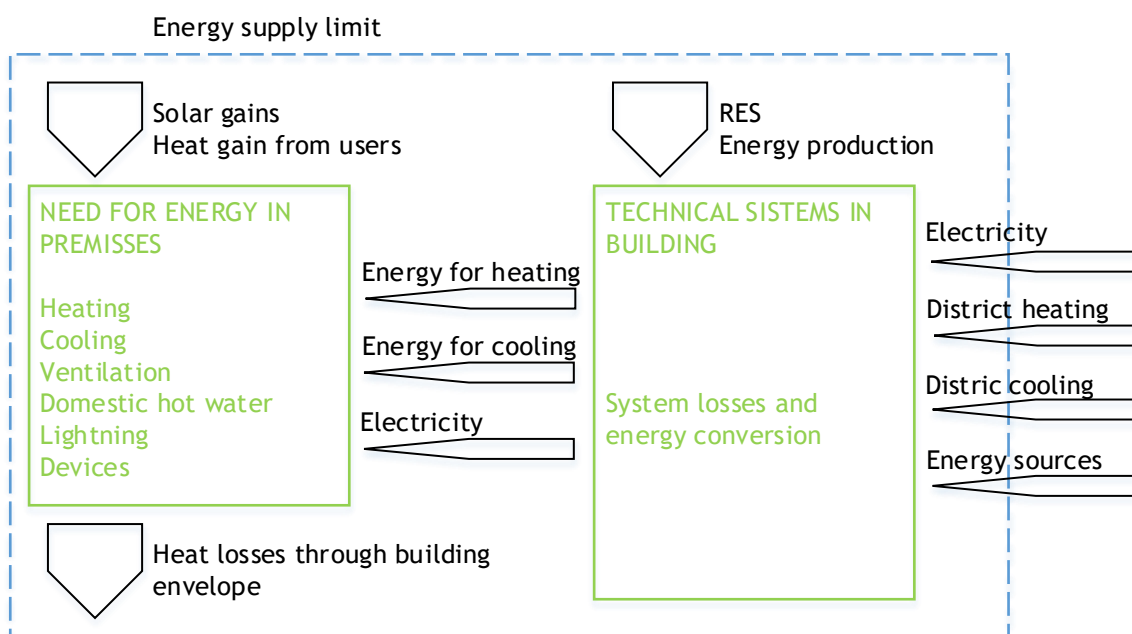 Energy supply limit
Solar gains
Heat gain from users
RES
Energy production
NEED FOR ENERGY IN
PREMISSES
Heating
Cooling
Ventilation
Domestic hot water
Lightning
Devices
Energy for heating
Energy for cooling
Electricity
TECHNICAL SISTEMS IN
BUILDING
System losses and
energy conversion
Electricity
District heating
Distric cooling
Energy sources
Heat losses through building
envelope